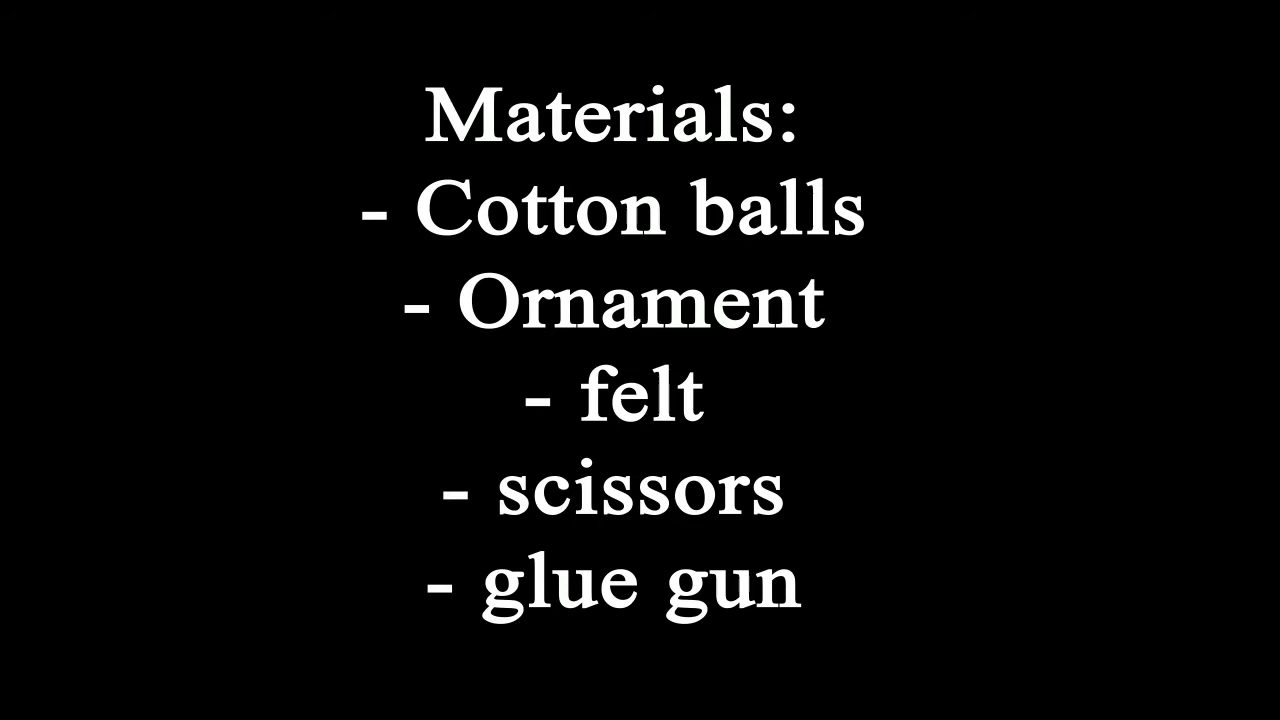 Materials:
- Cotton balls
- Ornament
- felt
- scissors
- glue gun